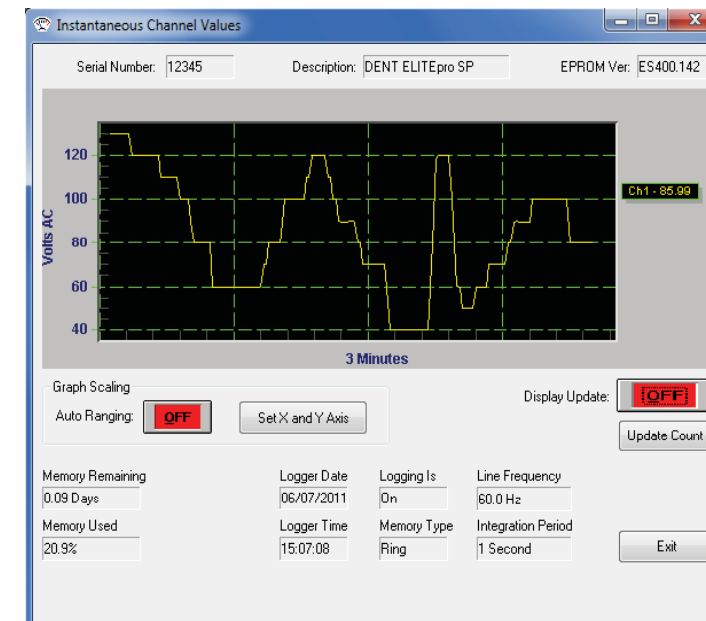 Instantaneous Channel Values
Serial Number: 12345 Description: DENT ELITEpro SP EPROM Ver: ES400.142
120
100
80
60
40
Volts AC
Ch1 - 85.99
3 Minutes
Graph Scaling
Auto Ranging: OFF Set X and Y Axis
Display Update: OFF
Update Count
Memory Remaining Logger Date Logging Is Line Frequency
0.09 Days 06/07/2011 On 60.0 Hz
Memory Used Logger Time Memory Type Integration Period
20.9% 15:07:08 Ring 1 Second
Exit